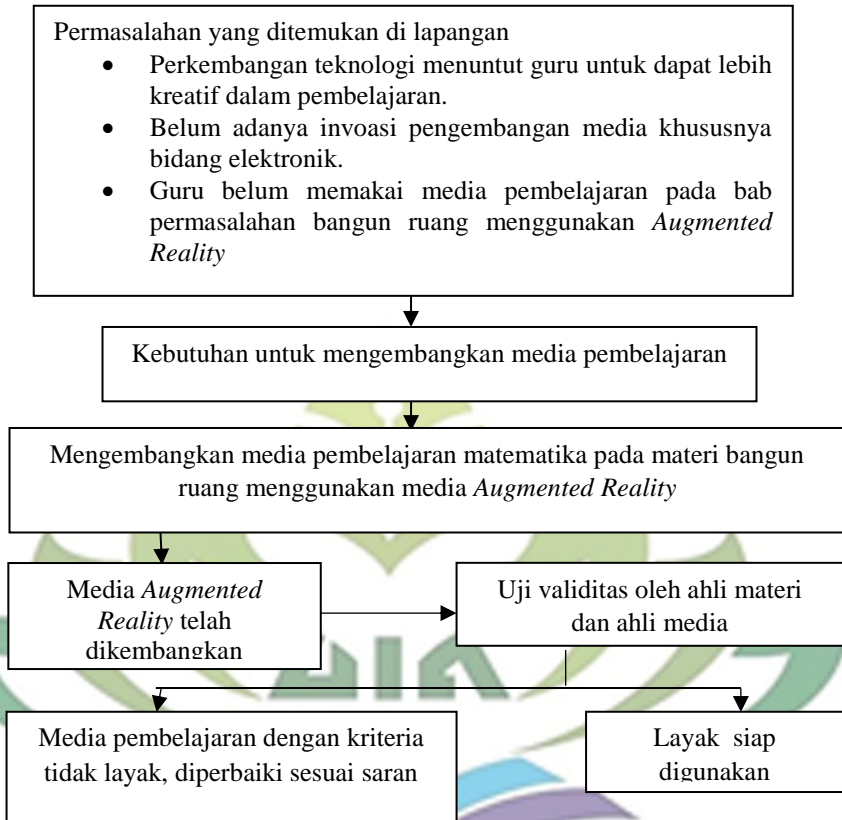 Permasalahan yang ditemukan di lapangan
• Perkembangan teknologi menuntut guru untuk dapat lebih
kreatif dalam pembelajaran.
• Belum adanya invoasi pengembangan media khususnya
bidang elektronik.
• Guru belum memakai media pembelajaran pada bab
permasalahan bangun ruang menggunakan Augmented
Reality
Kebutuhan untuk mengembangkan media pembelajaran
Mengembangkan media pembelajaran matematika pada materi bangun
ruang menggunakan media Augmented Reality
Media Augmented
Reality telah
dikembangkan
Uji validitas oleh ahli materi
dan ahli media
Media pembelajaran dengan kriteria
tidak layak, diperbaiki sesuai saran
Layak siap
digunakan